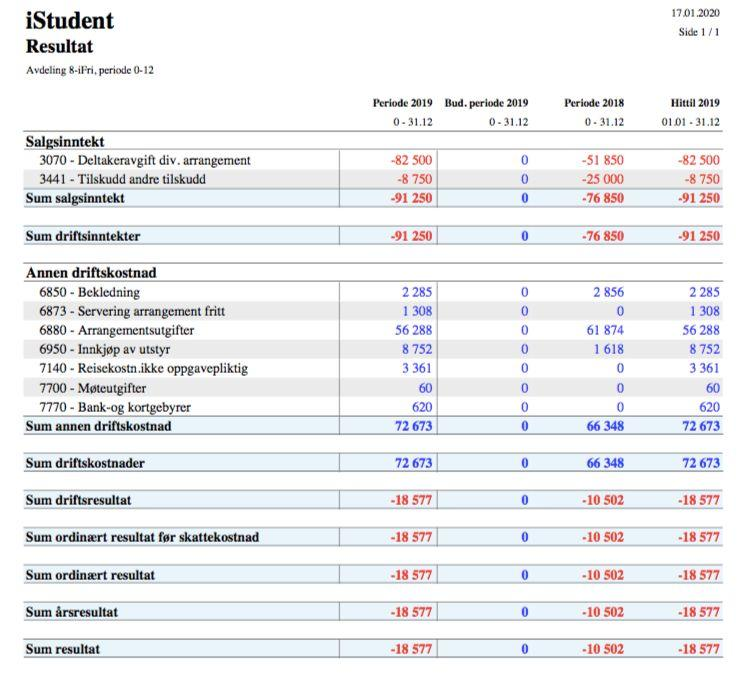 iStudent
17.01.2020
Resultat
Side 1 / 1
Avdeling 8-iFri, periode 0-12
Periode 2019 Bud. periode 2019 Periode 2018 Hittil 2019
0 - 31.12 0 - 31.12 0 - 31.12 01.01 - 31.12
Salgsinntekt
3070 - Deltakeravgift div. arrangement -82 500 0 -51 850 -82 500
3441 - Tilskudd andre tilskudd -8 750 0 -25 000 -8 750
Sum salgsinntekt -91 250 0 -76 850 -91 250
Sum driftsinntekter -91 250 0 -76 850 -91 250
Annen driftskostnad
6850 - Bekledning 2 285 0 2 856 2 285
6873 - Servering arrangement fritt 1 308 0 0 1 308
6880 - Arrangementsutgifter 56 288 0 61 874 56 288
6950 - Innkjøp av utstyr 8 752 0 1 618 8 752
7140 - Reisekostn.ikke oppgavepliktig 3 361 0 0 3 361
7700 - Møteutgifter 60 0 0 60
7770 - Bank-og kortgebyrer 620 0 0 620
Sum annen driftskostnad 72 673 0 66 348 72 673
Sum driftskostnader 72 673 0 66 348 72 673
Sum driftsresultat -18 577 0 -10 502 -18 577
Sum ordinært resultat før skattekostnad -18 577 0 -10 502 -18 577
Sum ordinært resultat -18 577 0 -10 502 -18 577
Sum årsresultat -18 577 0 -10 502 -18 577
Sum resultat -18 577 0 -10 502 -18 577